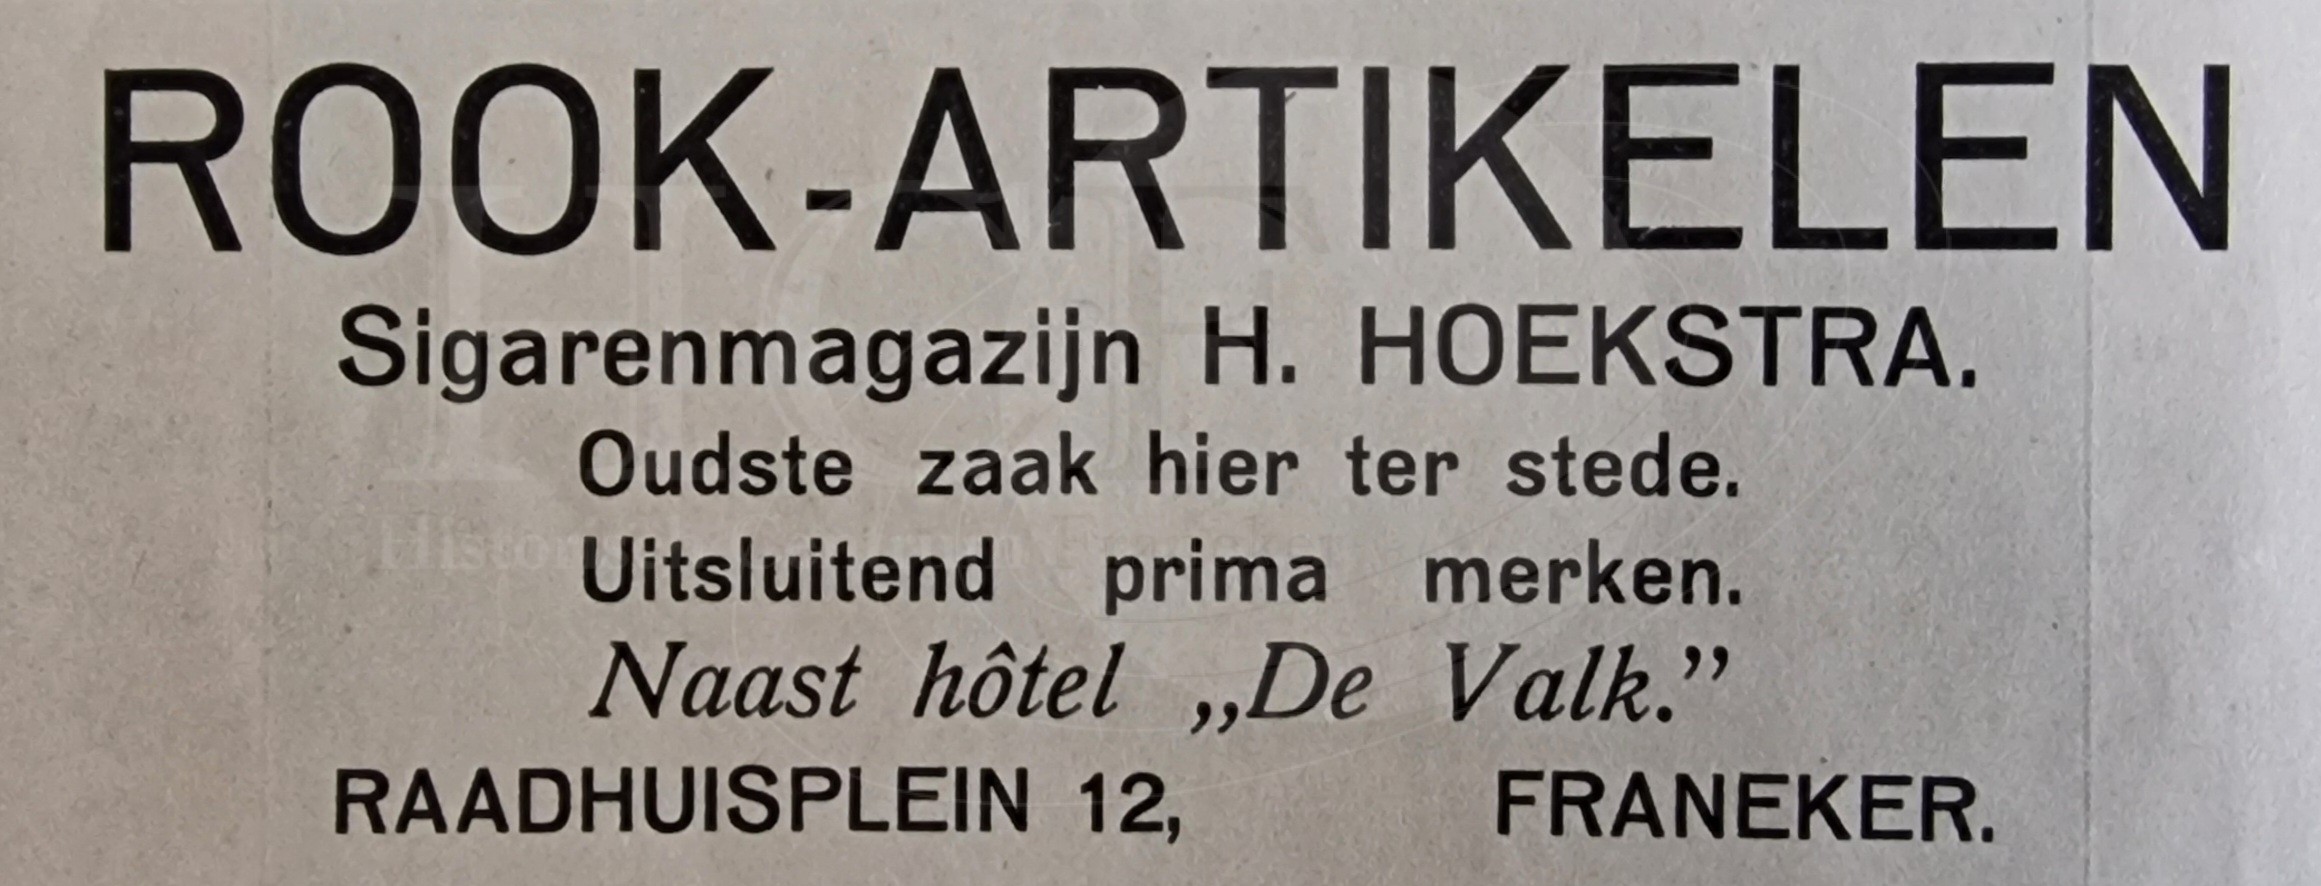 ROOK-ARTIKELEN
Sigarenmagazijn H. HOEKSTRA.
Oudste zaak hier ter stede.
Uitsluitend prima merken.
Naast hôtel „De Valk.”
RAADHUISPLEIN 12, FRANEKER.